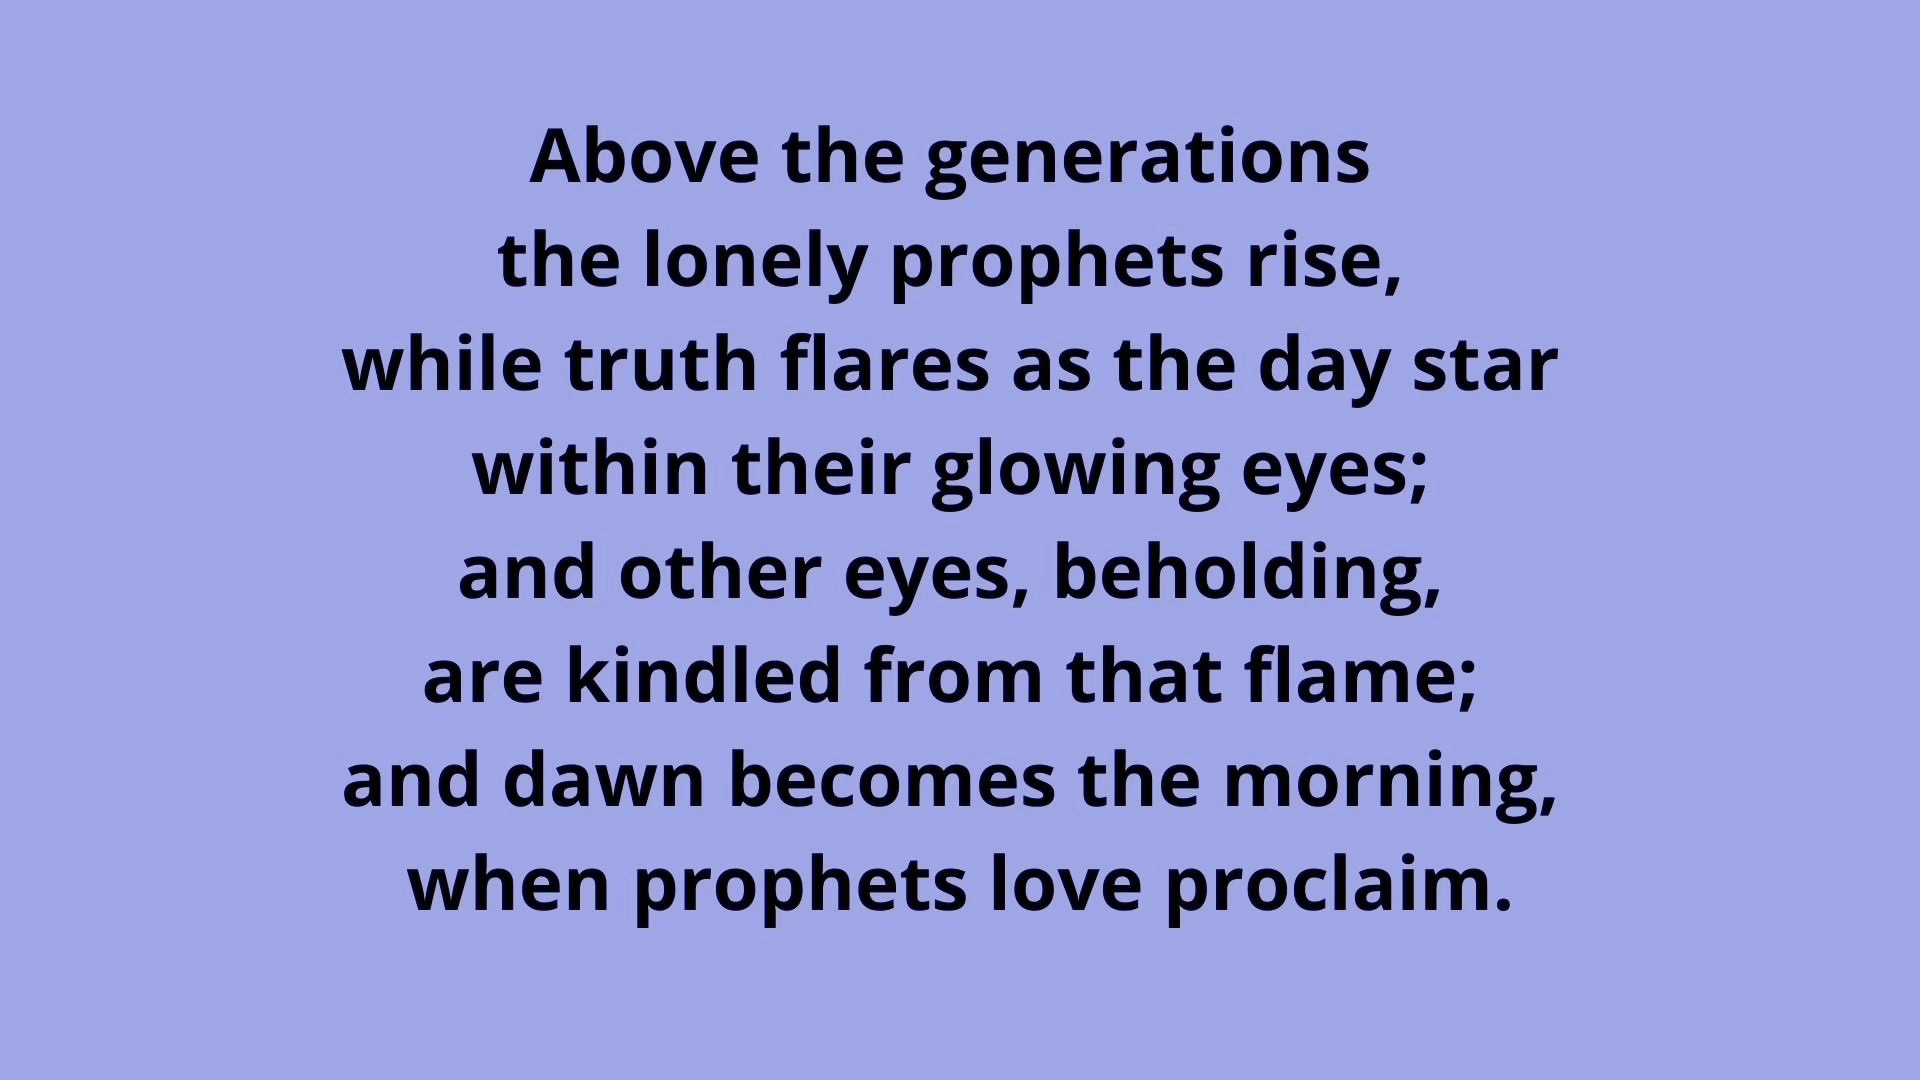 Above the generations
the lonely prophets rise,
while truth flares as the day star
within their glowing eyes;
and other eyes, beholding,
are kindled from that flame;
and dawn becomes the morning,
when prophets love proclaim.